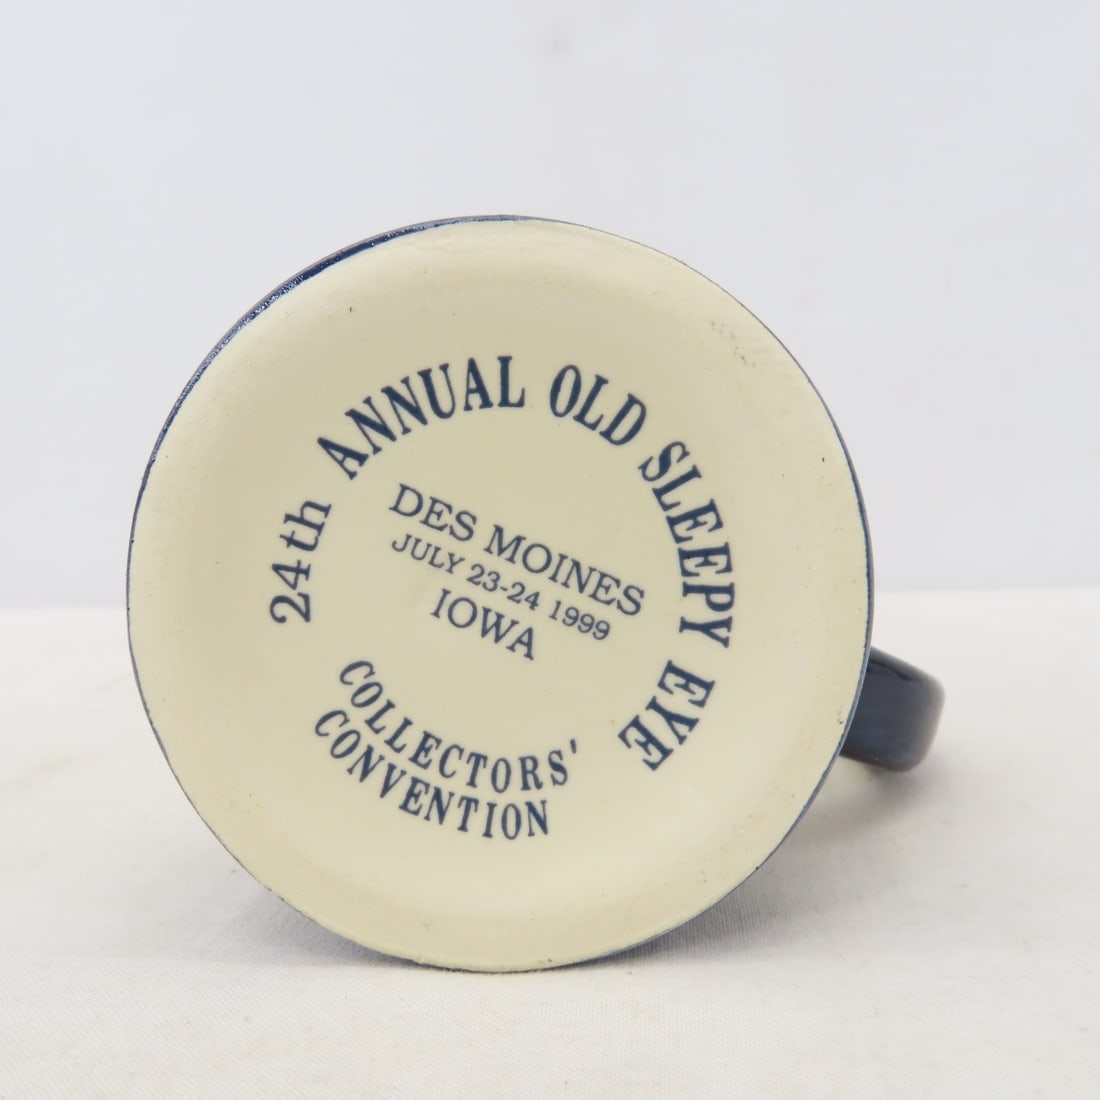 24th ANNUAL OLD SLEEPY EYE
DES MOINES
JULY 23-24 1999
IOWA
COLLECTORS'
CONVENTION